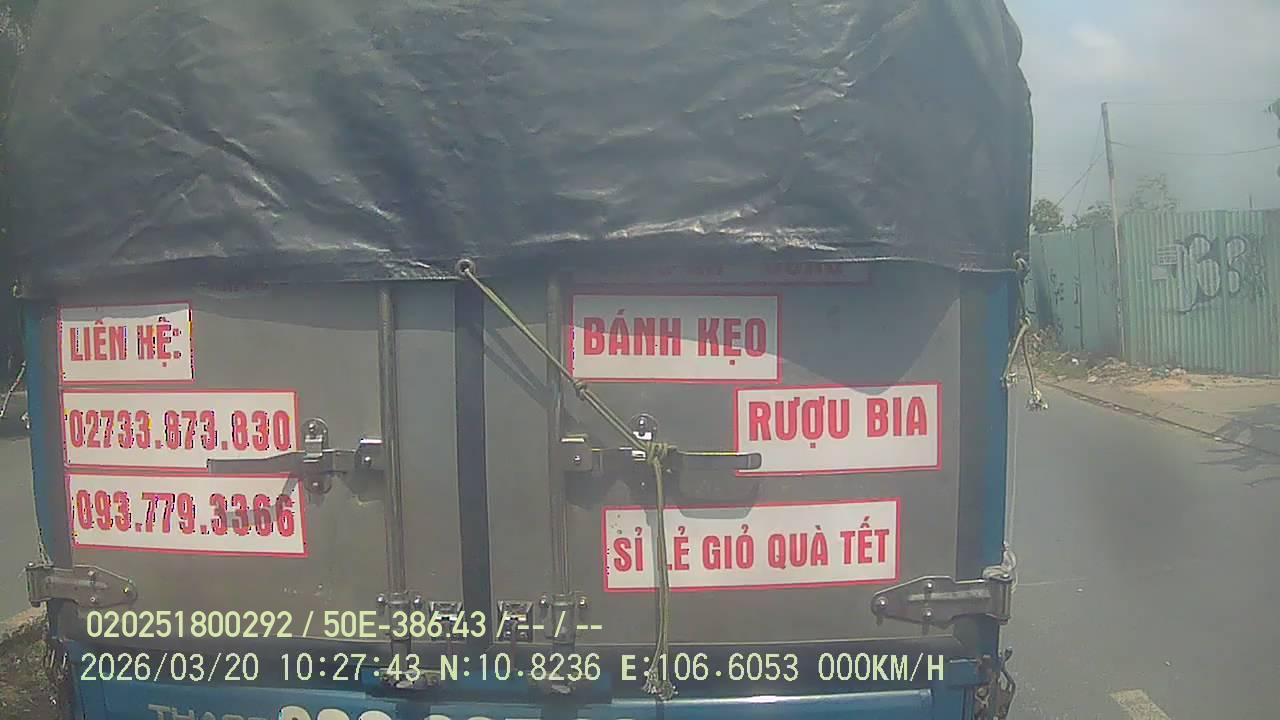 LIÊN HỆ:
02733.873.830
093.779.3366
BÁNH KẸO
RƯỢU BIA
SỈ LẺ GIỎ QUÀ TẾT
020251800292 / 50E-386.43 / -- / --
2026/03/20 10:27:43 N:10.8236 E:106.6053 000KM/H